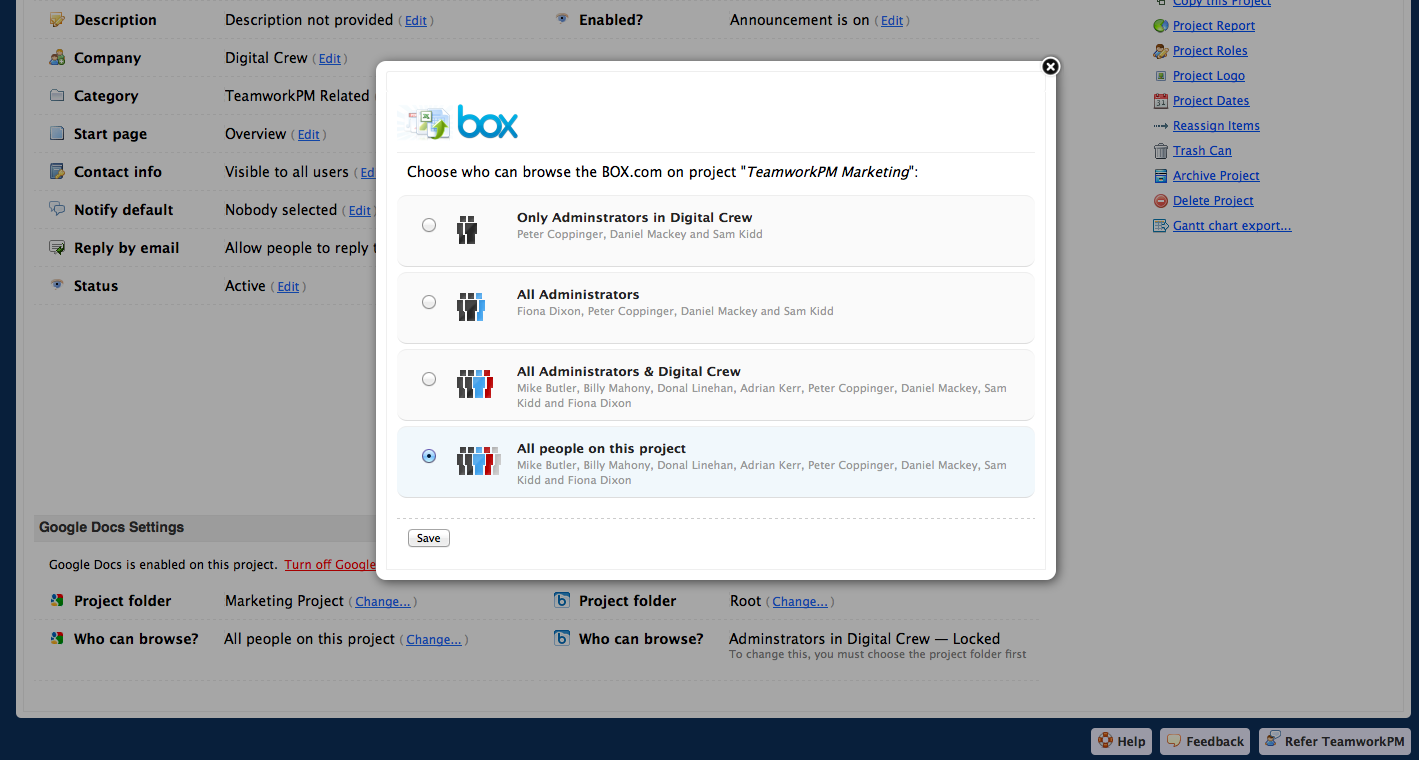 Description Description not provided ( Edit )
Enabled? Announcement is on ( Edit )
Company Digital Crew ( Edit )
Category TeamworkPM Related (
Start page Overview ( Edit )
Contact info Visible to all users ( Ed
Notify default Nobody selected ( Edit
Reply by email Allow people to reply t
Status Active ( Edit )
Copy this Project
Project Report
Project Roles
Project Logo
31 Project Dates
Reassign Items
Trash Can
Archive Project
Delete Project
Gantt chart export...
box
Choose who can browse the BOX.com on project "TeamworkPM Marketing":
Only Adminstrators in Digital Crew
Peter Coppinger, Daniel Mackey and Sam Kidd
All Administrators
Fiona Dixon, Peter Coppinger, Daniel Mackey and Sam Kidd
All Administrators & Digital Crew
Mike Butler, Billy Mahony, Donal Linehan, Adrian Kerr, Peter Coppinger, Daniel Mackey, Sam
Kidd and Fiona Dixon
All people on this project
Mike Butler, Billy Mahony, Donal Linehan, Adrian Kerr, Peter Coppinger, Daniel Mackey, Sam
Kidd and Fiona Dixon
Save
Google Docs Settings
Google Docs is enabled on this project. Turn off Google
Project folder Marketing Project ( Change... )
Who can browse? All people on this project ( Change... )
b Project folder Root ( Change... )
b Who can browse? Adminstrators in Digital Crew — Locked
To change this, you must choose the project folder first
Help
Feedback
Refer TeamworkPM